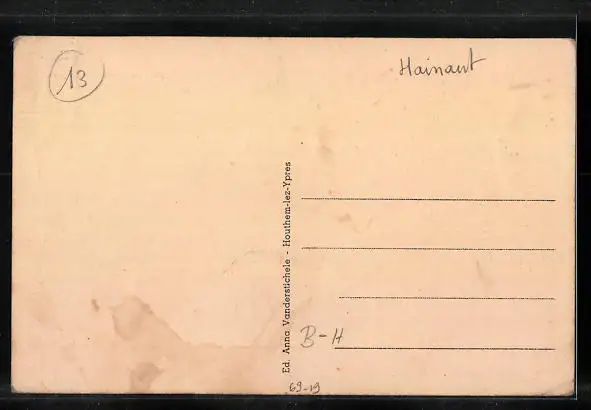 13
Hainaut
Ed. Anna Vanderstichele - Houthem-lez-Ypres
B-H
69-19